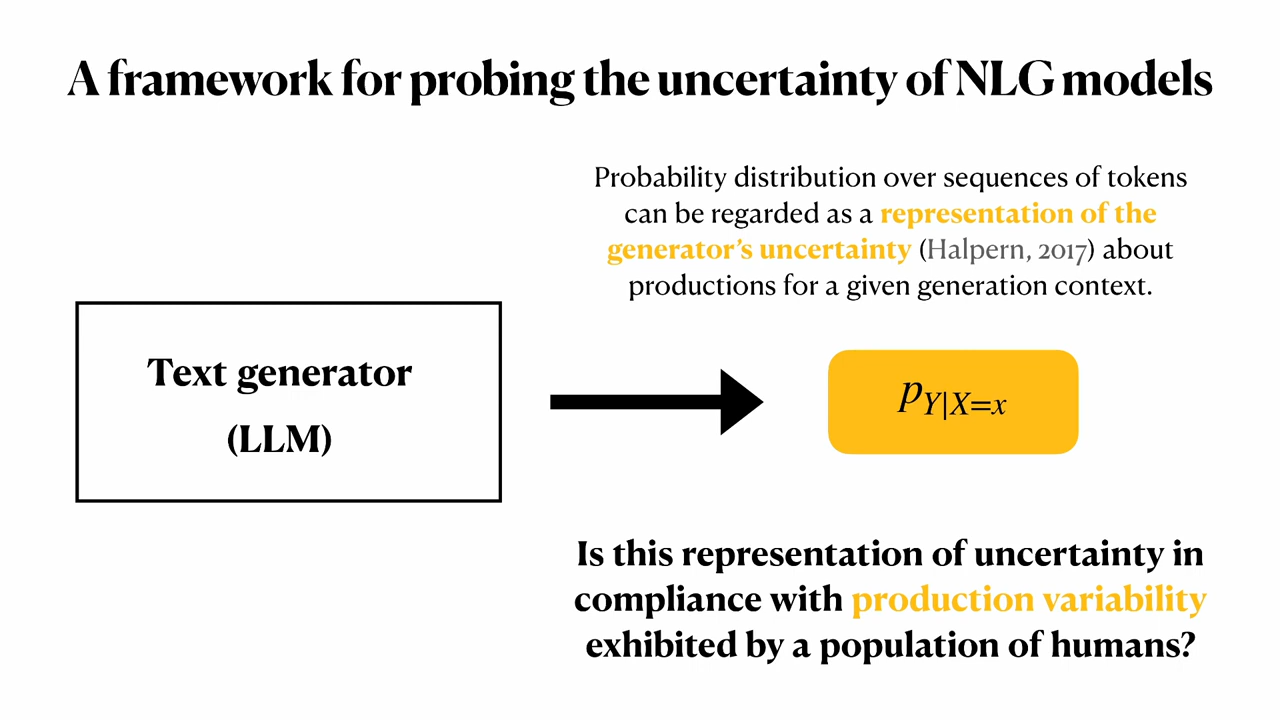 A framework for probing the uncertainty of NLG models
Probability distribution over sequences of tokens
can be regarded as a representation of the
generator’s uncertainty (Halpern, 2017) about
productions for a given generation context.
Text generator
(LLM)
p_{Y|X=x}
Is this representation of uncertainty in
compliance with production variability
exhibited by a population of humans?